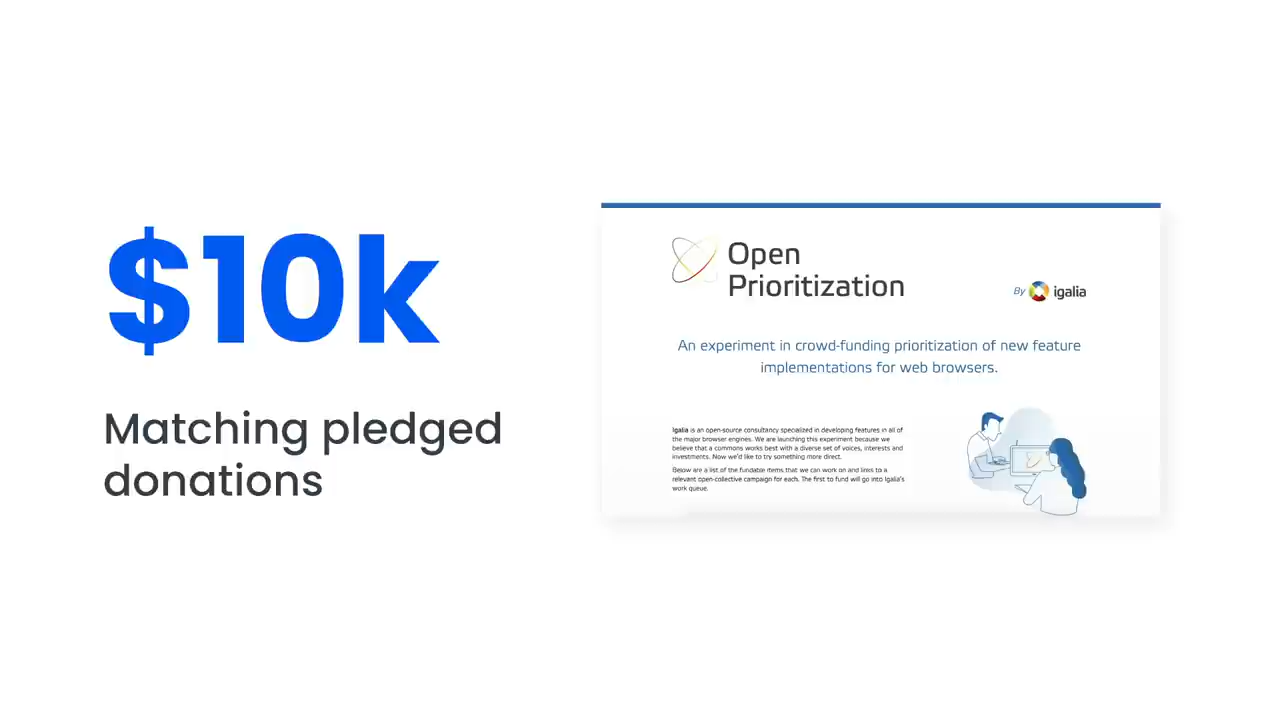 $10k
Matching pledged
donations
Open
Prioritization
By igalia
An experiment in crowd-funding prioritization of new feature
implementations for web browsers.
Igalia is an open-source consultancy specialized in developing features in all of
the major browser engines. We are launching this experiment because we
believe that a commons works best with a diverse set of voices, interests and
investments. Now we'd like to try something more direct.
Below are a list of the fundable items that we can work on and links to a
relevant open-collective campaign for each. The first to fund will go into Igalia's
work queue.